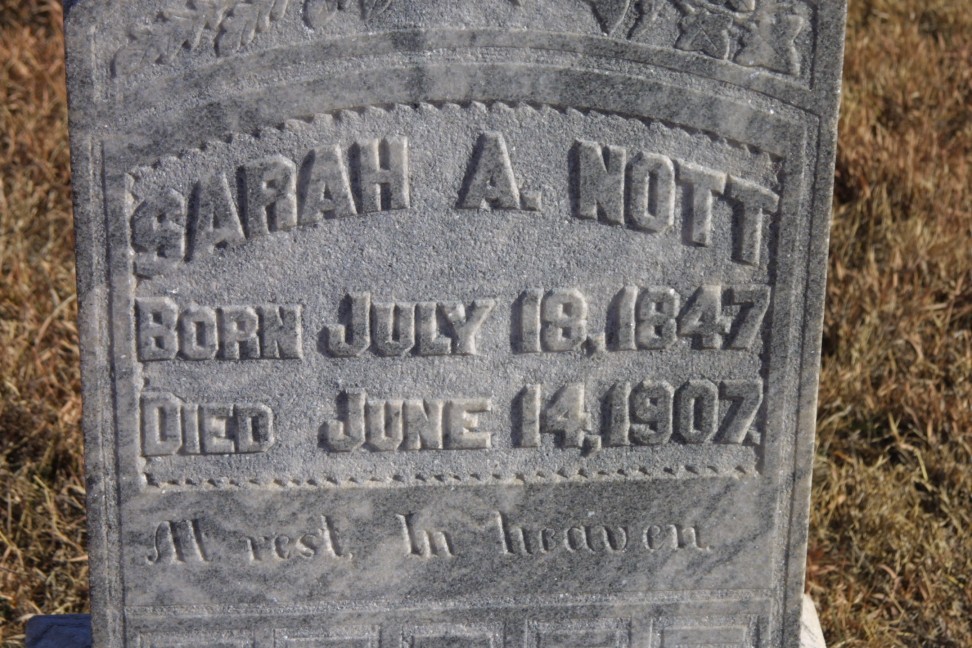 SARAH A. NOTT
BORN JULY 18, 1847
DIED JUNE 14, 1907.
At rest. In heaven.